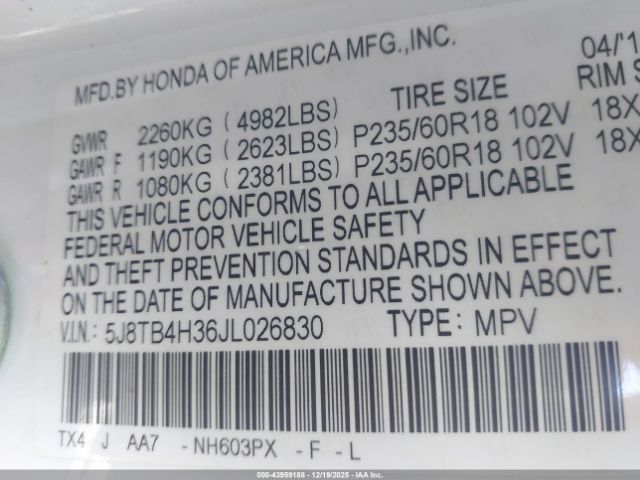 MFD.BY HONDA OF AMERICA MFG.,INC. 04/'1
TIRE SIZE RIM S
GVWR 2260KG ( 4982LBS)
GAWR F 1190KG ( 2623LBS) P235/60R18 102V 18X
GAWR R 1080KG ( 2381LBS) P235/60R18 102V 18X
THIS VEHICLE CONFORMS TO ALL APPLICABLE
FEDERAL MOTOR VEHICLE SAFETY
AND THEFT PREVENTION STANDARDS IN EFFECT
ON THE DATE OF MANUFACTURE SHOWN ABOVE.
V.I.N: 5J8TB4H36JL026830 TYPE: MPV
TX4 J AA7 -NH603PX -F -L
000-43959188 - 12/19/2025 - COPART